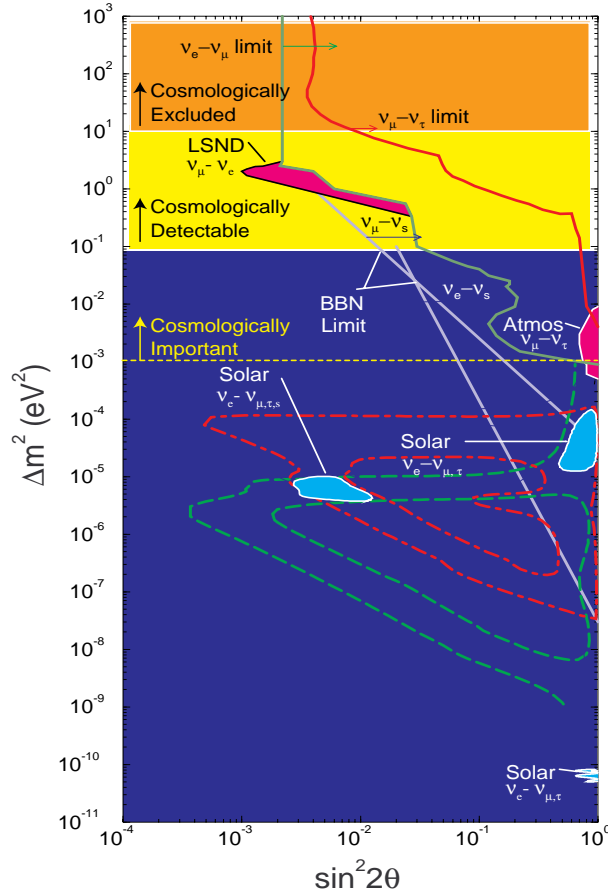 10³
10²
10¹
10⁰
10⁻¹
10⁻²
10⁻³
10⁻⁴
10⁻⁵
10⁻⁶
10⁻⁷
10⁻⁸
10⁻⁹
10⁻¹⁰
10⁻¹¹
Δm² (eV²)
νe–νμ limit
Cosmologically
Excluded
νμ–ντ limit
LSND
νμ- νe
Cosmologically
Detectable
νμ–νs
νe–νs
BBN
Limit
Cosmologically
Important
Atmos
νμ–ντ
Solar
νe- νμ,τ,s
Solar
νe–νμ, τ
Solar
νe- νμ,τ
10⁻⁴
10⁻³
10⁻²
10⁻¹
10⁰
sin²2θ